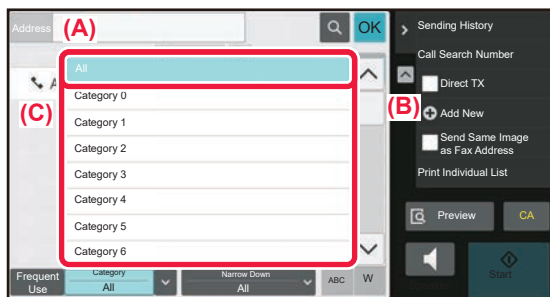 Address
(A)
OK
Sending History
Call Search Number
All
Direct TX
(B)
(C)
Category 0
Add New
Category 1
Send Same Image
as Fax Address
Category 2
Category 3
Print Individual List
Category 4
Category 5
Preview
CA
Category 6
Frequent
Use
Category
All
Narrow Down
All
ABC
W
Start